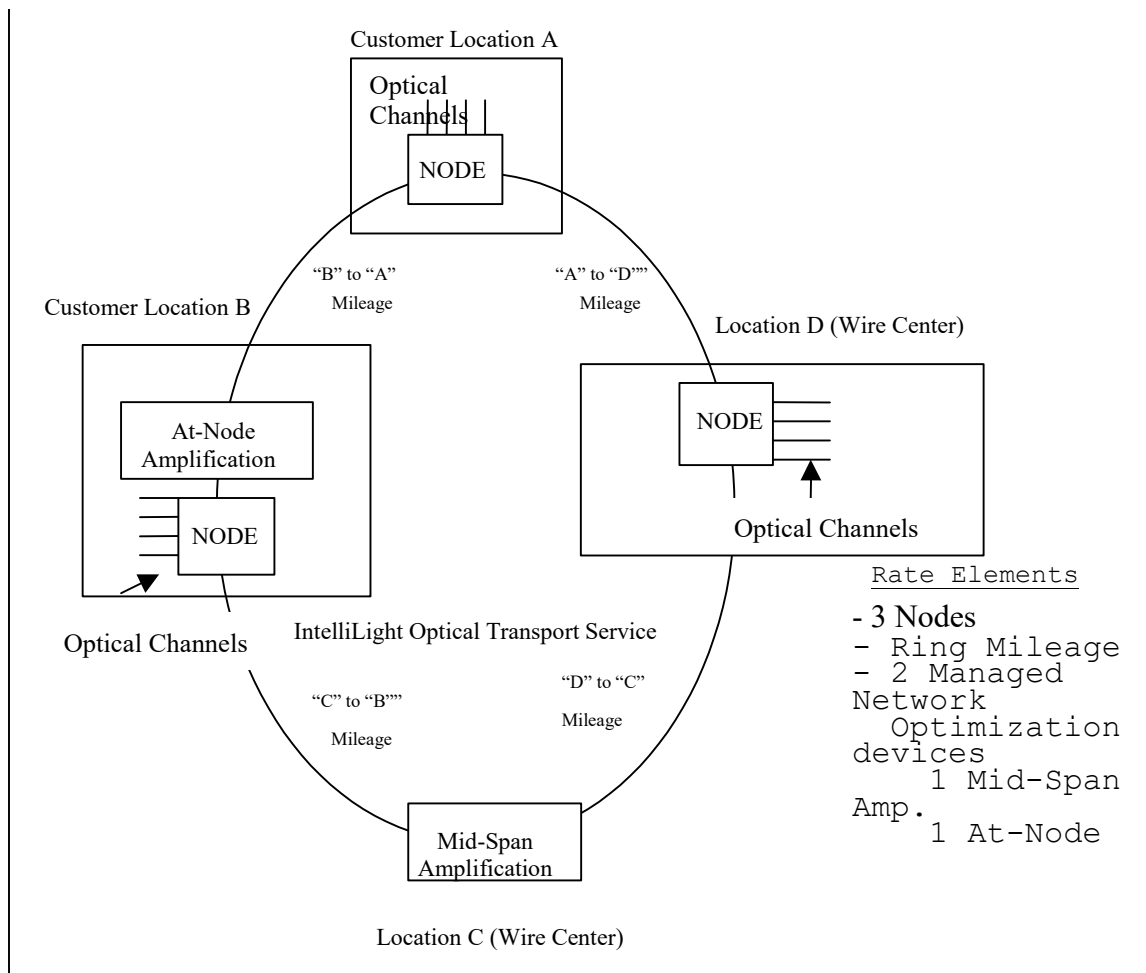 Customer Location A
Optical
Channels
NODE
“B” to “A”
Mileage
“A” to “D””
Mileage
Customer Location B
Location D (Wire Center)
At-Node
Amplification
NODE
NODE
Optical Channels
Optical Channels
IntelliLight Optical Transport Service
“C” to “B””
Mileage
“D” to “C”
Mileage
Mid-Span
Amplification
Location C (Wire Center)
Rate Elements
- 3 Nodes
- Ring Mileage
- 2 Managed
Network
Optimization
devices
1 Mid-Span
Amp.
1 At-Node